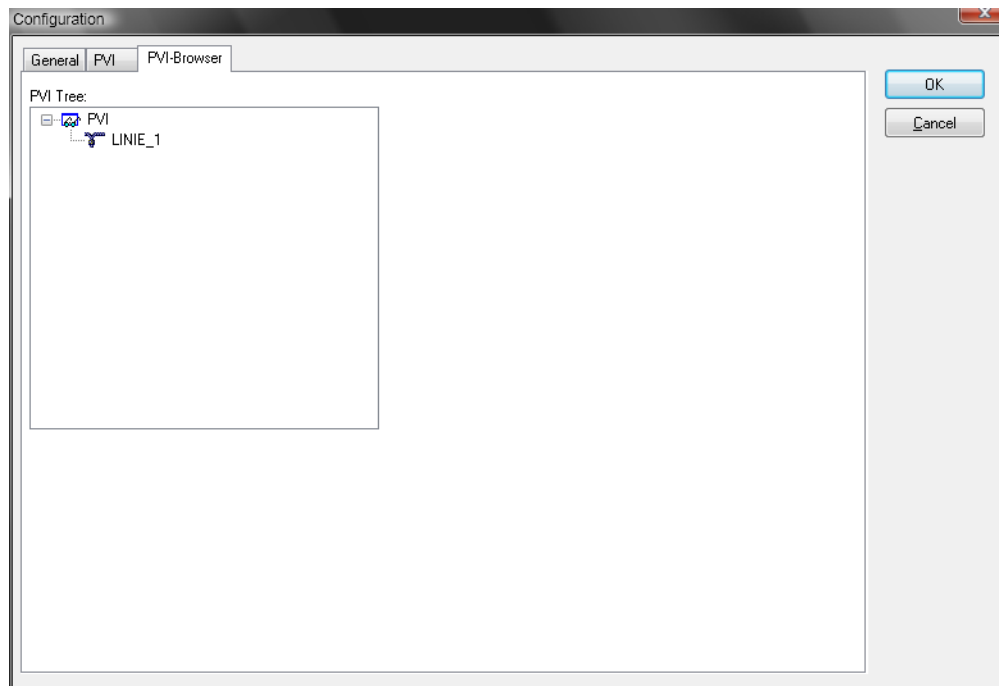 Configuration
General PVI PVI-Browser
PVI Tree:
PVI
LINIE_1
OK
Cancel